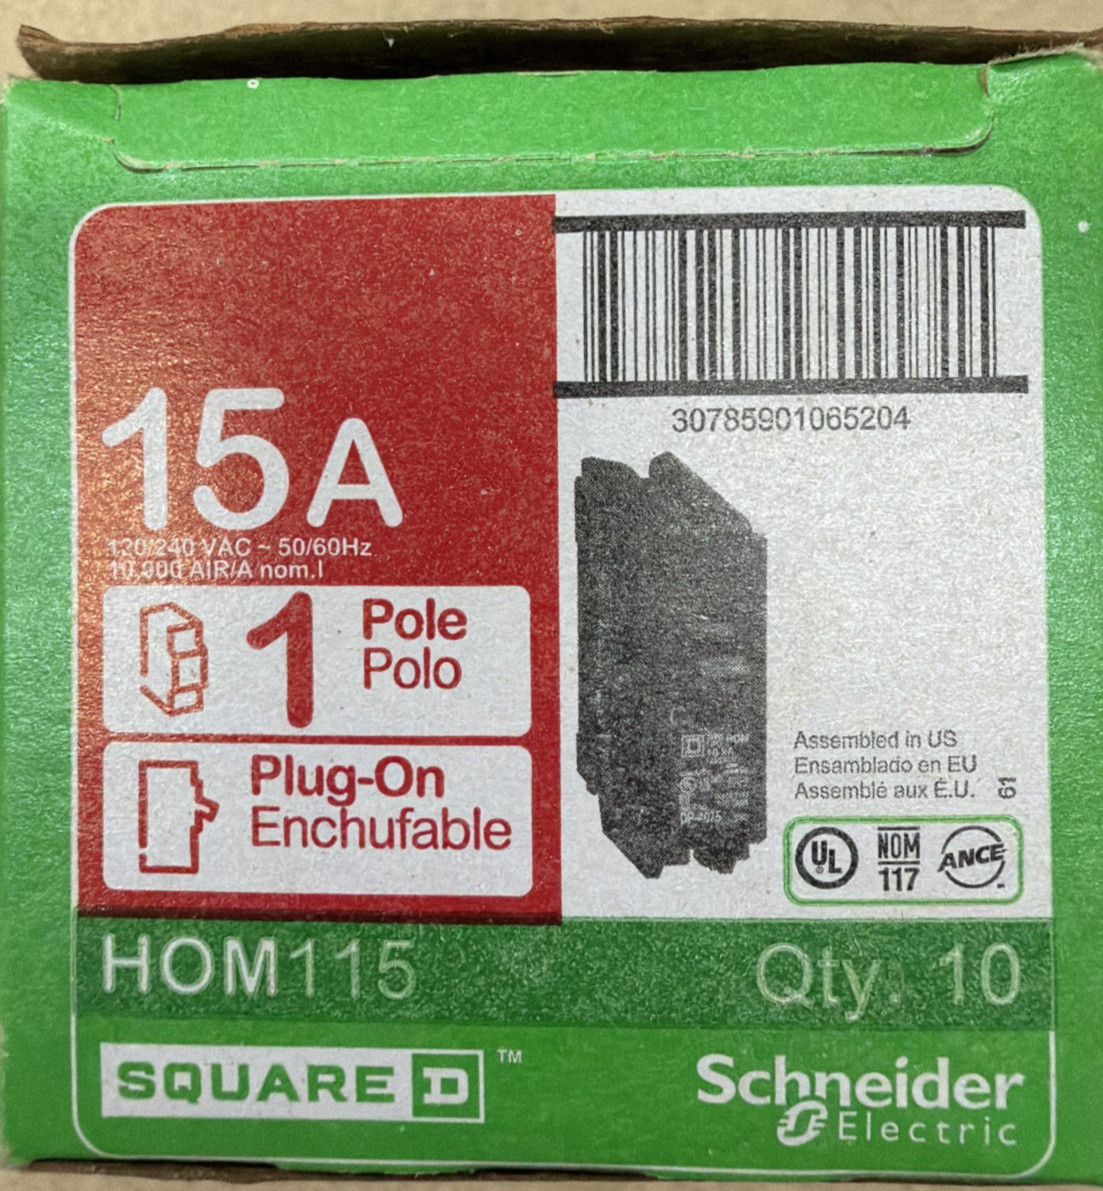 30785901065204
15A
120/240 VAC ~ 50/60Hz
10,000 AIR/A nom.I
1 Pole
Polo
Plug-On
Enchufable
Assembled in US
Ensamblado en EU
Assemblé aux É.U.
61
UL
NOM
117
ANCE
HOM115 Qty: 10
SQUARE D ™
Schneider
Electric